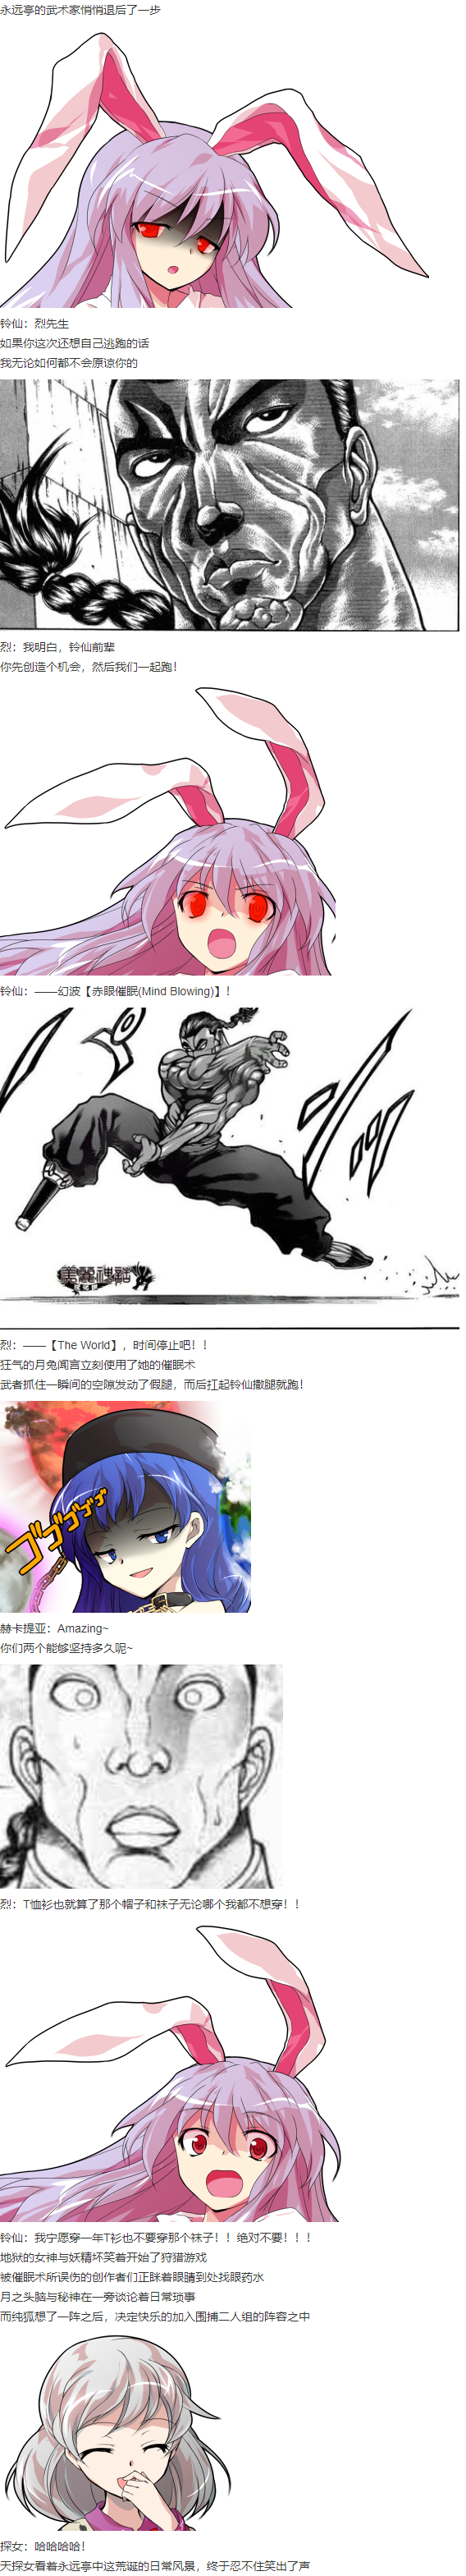 永远亭的武术家悄悄退后了一步
铃仙：烈先生
如果你这次还想自己逃跑的话
我无论如何都不会原谅你的
烈：我明白，铃仙前辈
你先创造个机会，然后我们一起跑！
铃仙：——幻波【赤眼催眠(Mind Blowing)】！
烈：——【The World】，时间停止吧！！
狂气的月兔闻言立刻使用了她的催眠术
武者抓住一瞬间的空隙发动了假腿，而后扛起铃仙撒腿就跑！
ゴゴゴゴゴ
赫卡提亚：Amazing~
你们两个能够坚持多久呢~
烈：T恤衫也就算了那个帽子和袜子无论哪个我都不想穿！！
铃仙：我宁愿穿一年T衫也不要穿那个袜子！！绝对不要！！！
地狱的女神与妖精坏笑着开始了狩猎游戏
被催眠术所误伤的创作者们正眯着眼睛到处找眼药水
月之头脑与秘神在一旁谈论着日常琐事
而纯狐想了一阵之后，决定快乐的加入围捕二人组的阵容之中
探女：哈哈哈哈！
天探女看着永远亭中这荒诞的日常风景，终于忍不住笑出了声